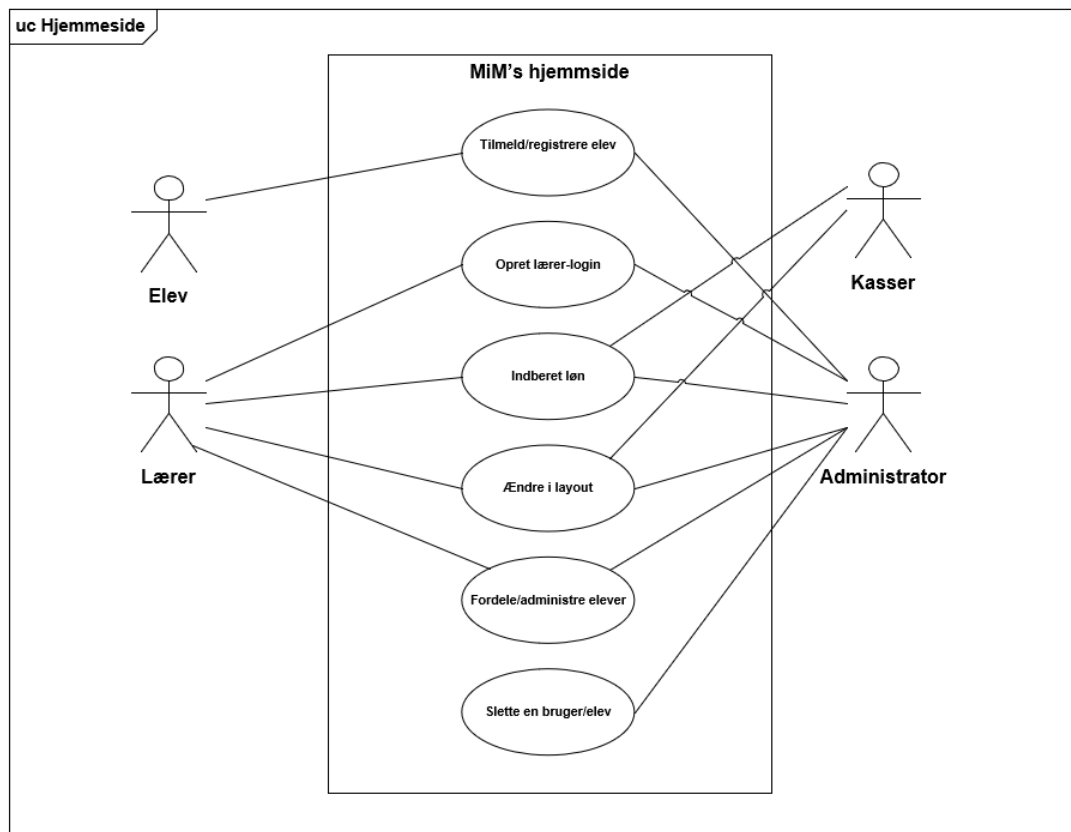 uc Hjemmeside
MiM's hjemmside
Tilmeld/registrere elev
Opret lærer-login
Indberet løn
Ændre i layout
Fordele/administre elever
Slette en bruger/elev
Elev
Lærer
Kasser
Administrator